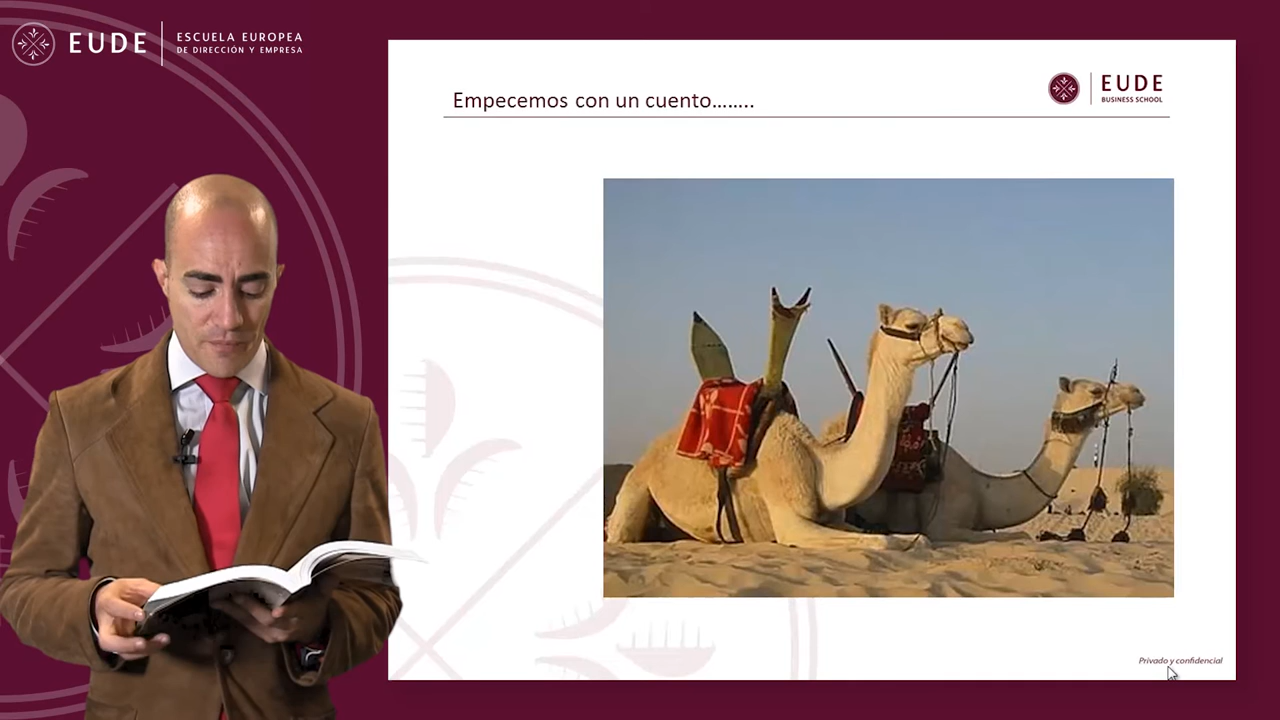 EUDE
ESCUELA EUROPEA
DE DIRECCIÓN Y EMPRESA
Empecemos con un cuento........
EUDE
BUSINESS SCHOOL
Privado y confidencial